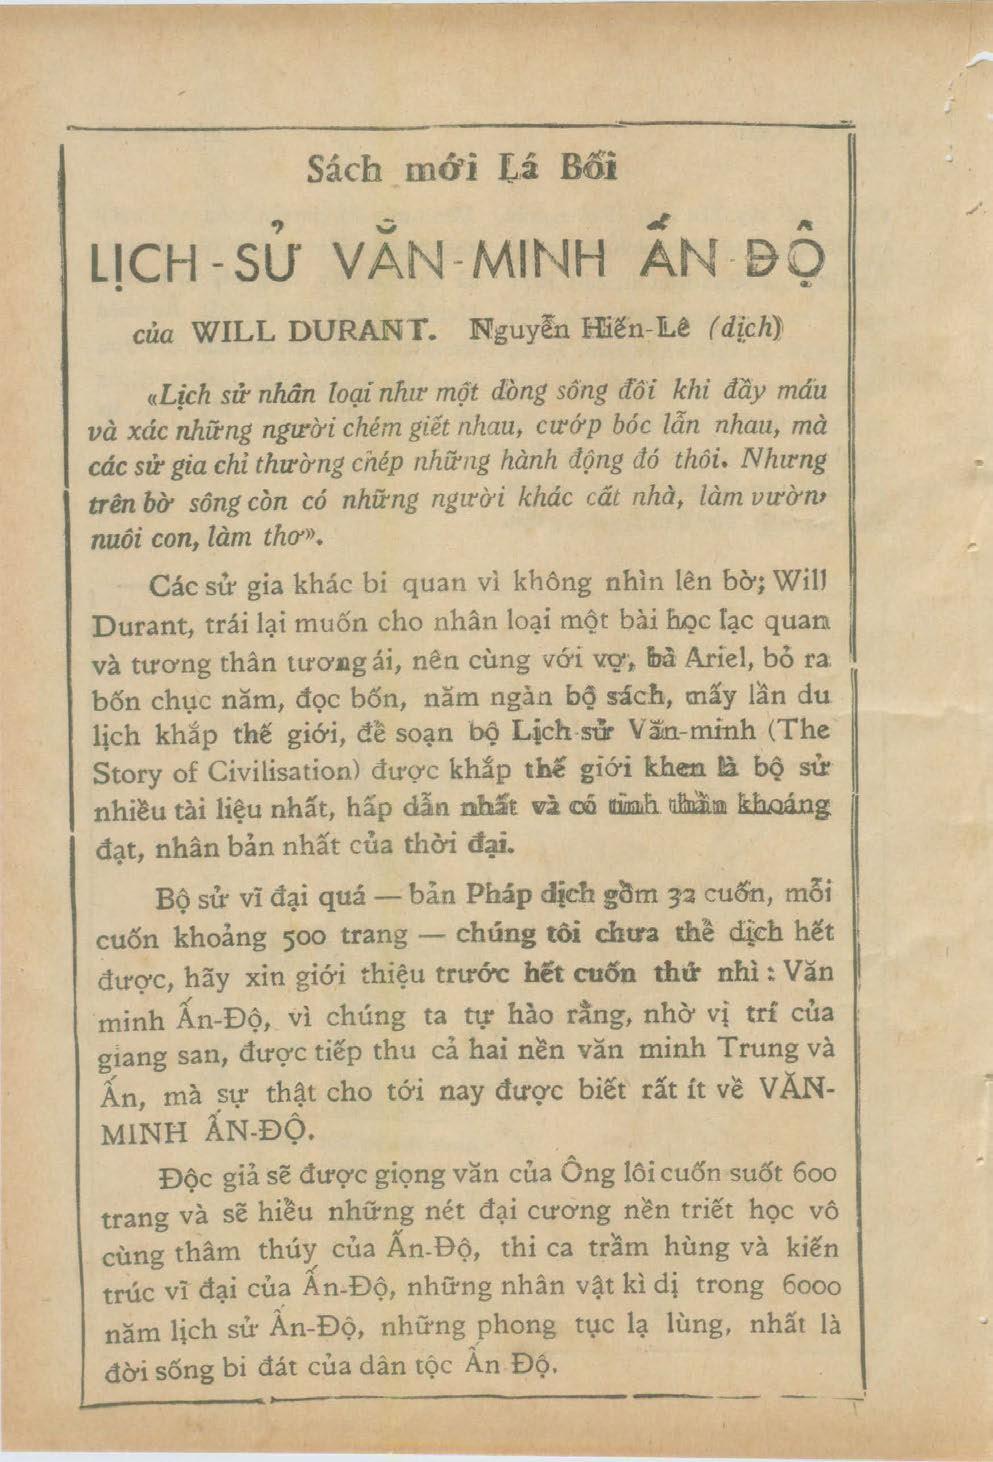 Sách mới Lá Bối
LỊCH-SỬ VĂN-MINH ẤN-ĐỘ
của WILL DURANT. Nguyễn Hiến-Lê (dịch)
«Lịch sử nhân loại như một dòng sông đôi khi đầy máu
và xác những người chém giết nhau, cướp bóc lẫn nhau, mà
các sử gia chỉ thường chép những hành động đó thôi. Nhưng
trên bờ sông còn có những người khác cất nhà, làm vườn,
nuôi con, làm thơ».
Các sử gia khác bi quan vì không nhìn lên bờ; Will
Durant, trái lại muốn cho nhân loại một bài học lạc quan
và tương thân tương ái, nên cùng với vợ, bà Ariel, bỏ ra
bốn chục năm, đọc bốn, năm ngàn bộ sách, mấy lần du
lịch khắp thế giới, để soạn bộ Lịch-sử Văn-minh (The
Story of Civilisation) được khắp thế giới khen là bộ sử
nhiều tài liệu nhất, hấp dẫn nhất và có tinh thần khoáng
đạt, nhân bản nhất của thời đại.
Bộ sử vĩ đại quá — bản Pháp dịch gồm 32 cuốn, mỗi
cuốn khoảng 500 trang — chúng tôi chưa thể dịch hết
được, hãy xin giới thiệu trước hết cuốn thứ nhì : Văn
minh Ấn-Độ, vì chúng ta tự hào rằng, nhờ vị trí của
giang san, được tiếp thu cả hai nền văn minh Trung và
Ấn, mà sự thật cho tới nay được biết rất ít về VĂN-
MINH ẤN-ĐỘ.
Độc giả sẽ được giọng văn của Ông lôi cuốn suốt 600
trang và sẽ hiểu những nét đại cương nền triết học vô
cùng thâm thúy của Ấn-Độ, thi ca trầm hùng và kiến
trúc vĩ đại của Ấn-Độ, những nhân vật kì dị trong 6000
năm lịch sử Ấn-Độ, những phong tục lạ lùng, nhất là
đời sống bi đát của dân tộc Ấn Độ.